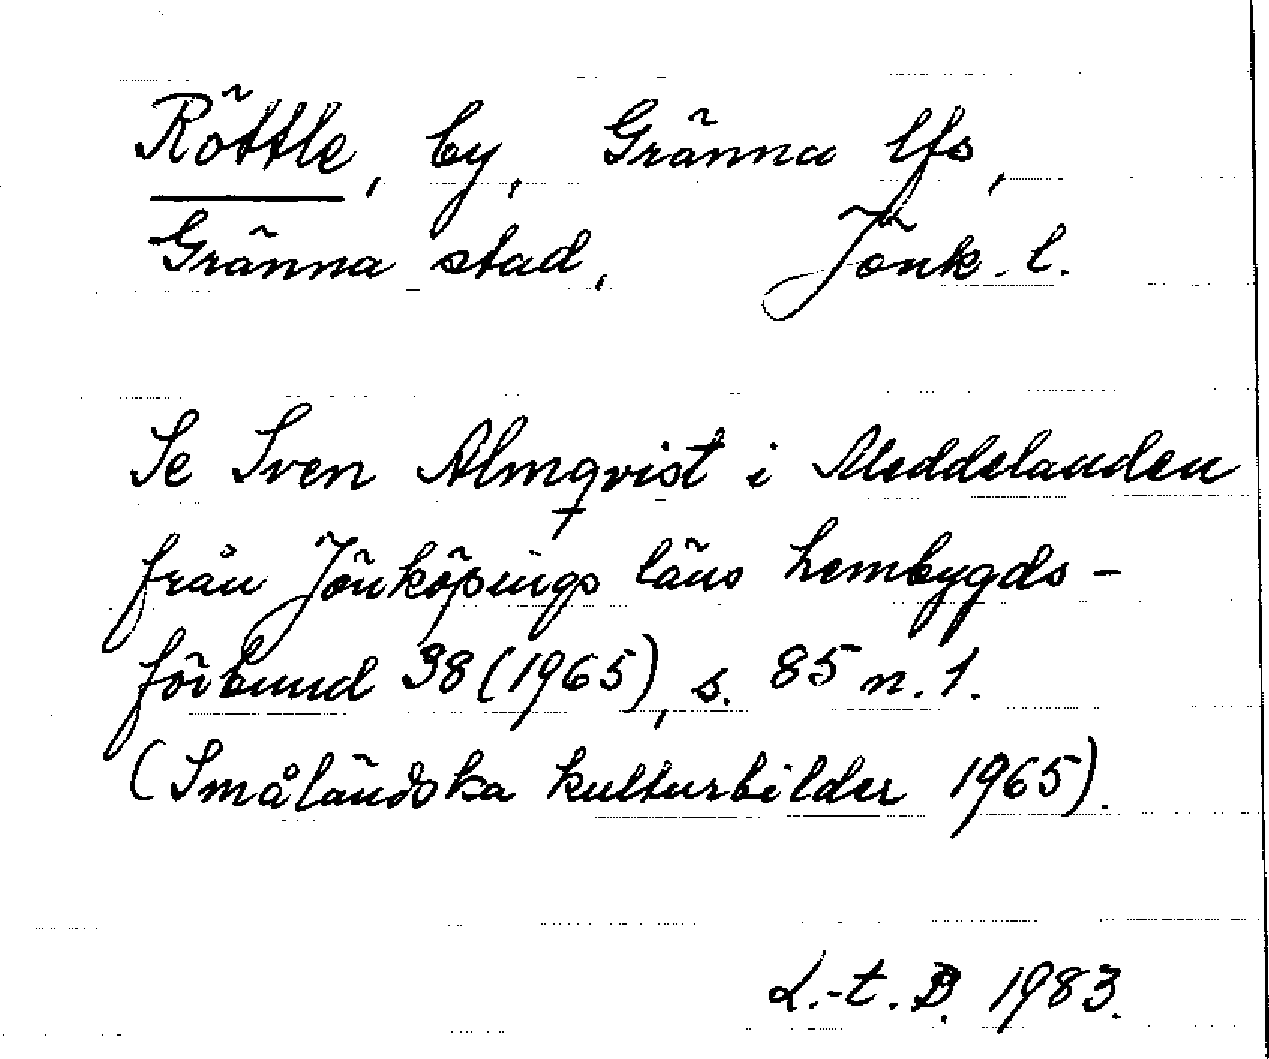 Röttle, by, Gränna lfs,
Gränna stad, Jönk. l.
Se Sven Almqvist i Meddelanden
från Jönköpings läns hembygds-
förbund 38 (1965), s. 85 n. 1.
(Småländska kulturbilder 1965).
L.-t. B. 1983.